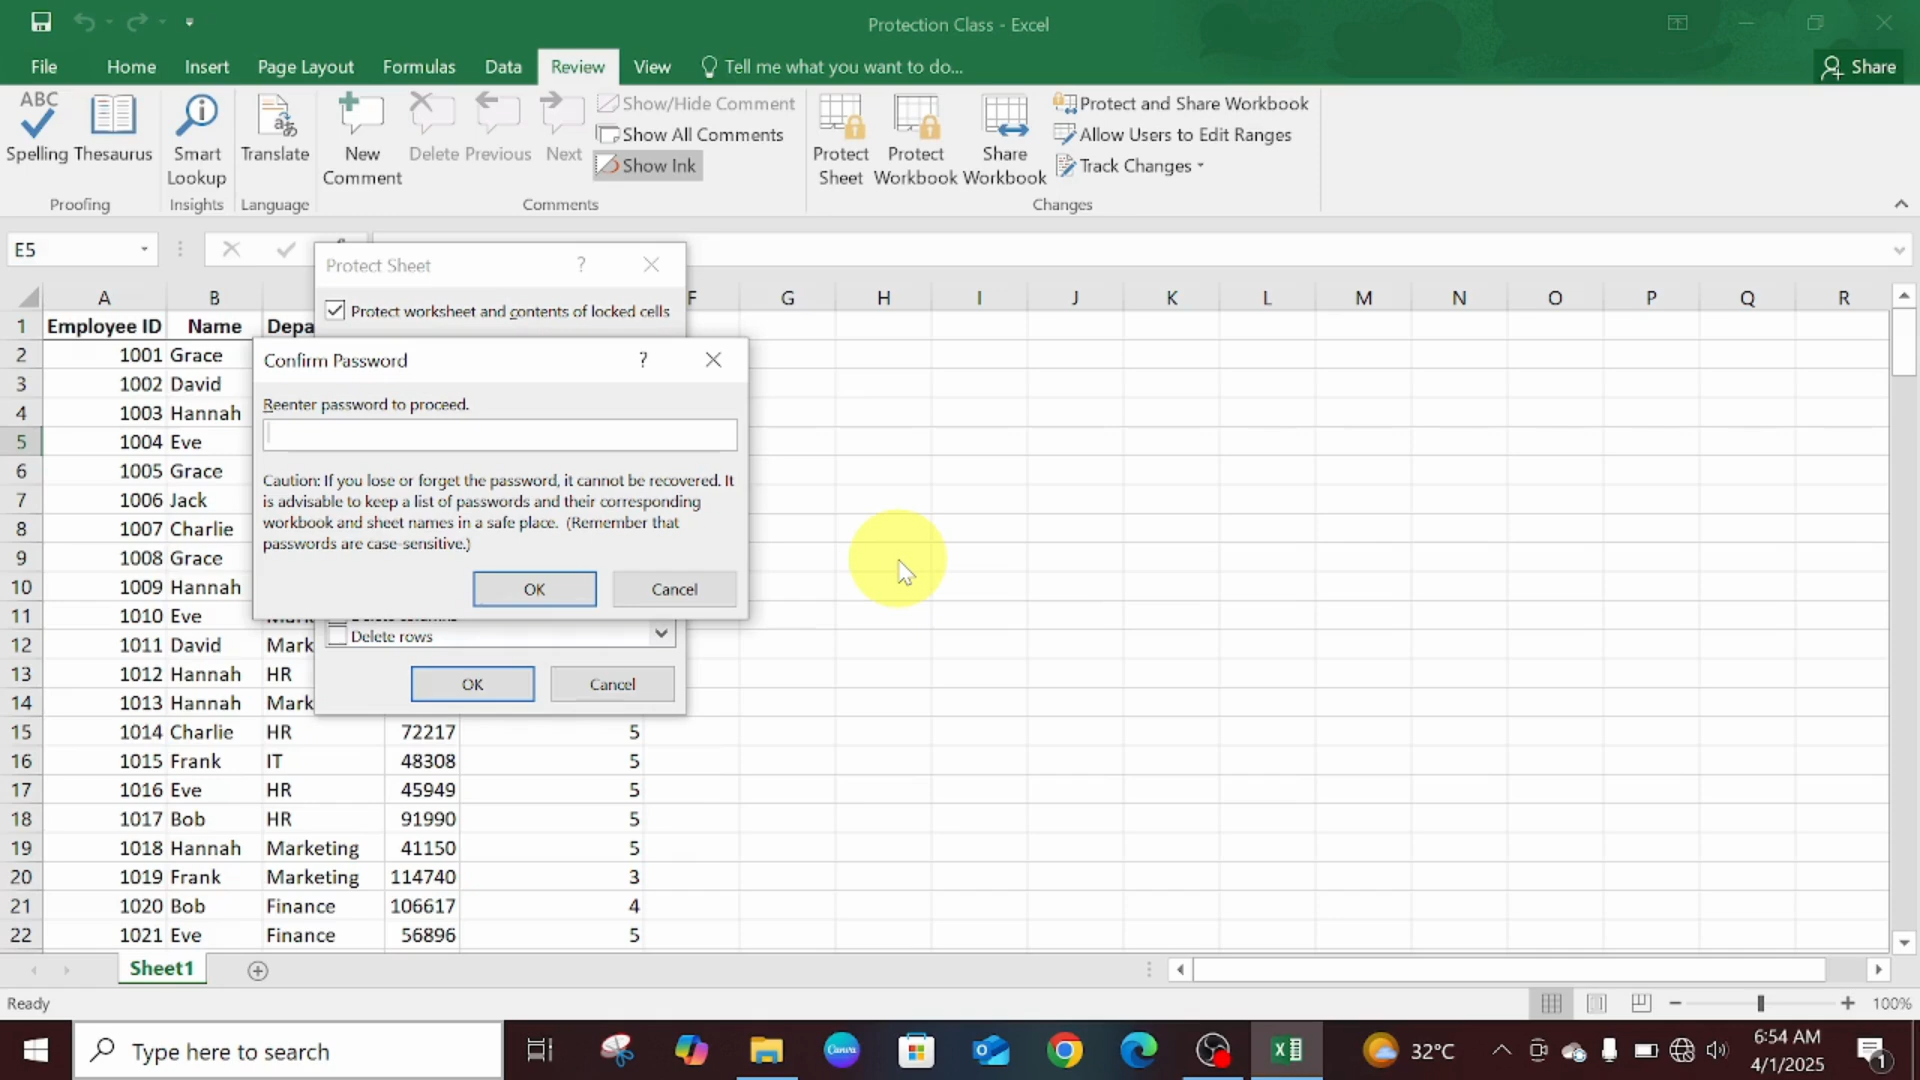 Protection Class - Excel
File Home Insert Page Layout Formulas Data Review View Tell me what you want to do... Share
ABC
Spelling Thesaurus Smart Lookup Translate New Comment Delete Previous Next
Show/Hide Comment
Show All Comments
Show Ink
Protect Sheet Protect Workbook Share Workbook
Protect and Share Workbook
Allow Users to Edit Ranges
Track Changes
Proofing Insights Language Comments Changes
E5
Protect Sheet ?
Protect worksheet and contents of locked cells
Confirm Password ?
Reenter password to proceed.
Caution: If you lose or forget the password, it cannot be recovered. It
is advisable to keep a list of passwords and their corresponding
workbook and sheet names in a safe place. (Remember that
passwords are case-sensitive.)
OK Cancel
Delete rows
OK Cancel
A B F G H I J K L M N O P Q R
1 Employee ID Name Depa
2 1001 Grace
3 1002 David
4 1003 Hannah
5 1004 Eve
6 1005 Grace
7 1006 Jack
8 1007 Charlie
9 1008 Grace
10 1009 Hannah
11 1010 Eve
12 1011 David Mark
13 1012 Hannah HR
14 1013 Hannah Mark
15 1014 Charlie HR 72217 5
16 1015 Frank IT 48308 5
17 1016 Eve HR 45949 5
18 1017 Bob HR 91990 5
19 1018 Hannah Marketing 41150 5
20 1019 Frank Marketing 114740 3
21 1020 Bob Finance 106617 4
22 1021 Eve Finance 56896 5
Sheet1
Ready 100%
Type here to search
Canva
32°C
6:54 AM
4/1/2025
1